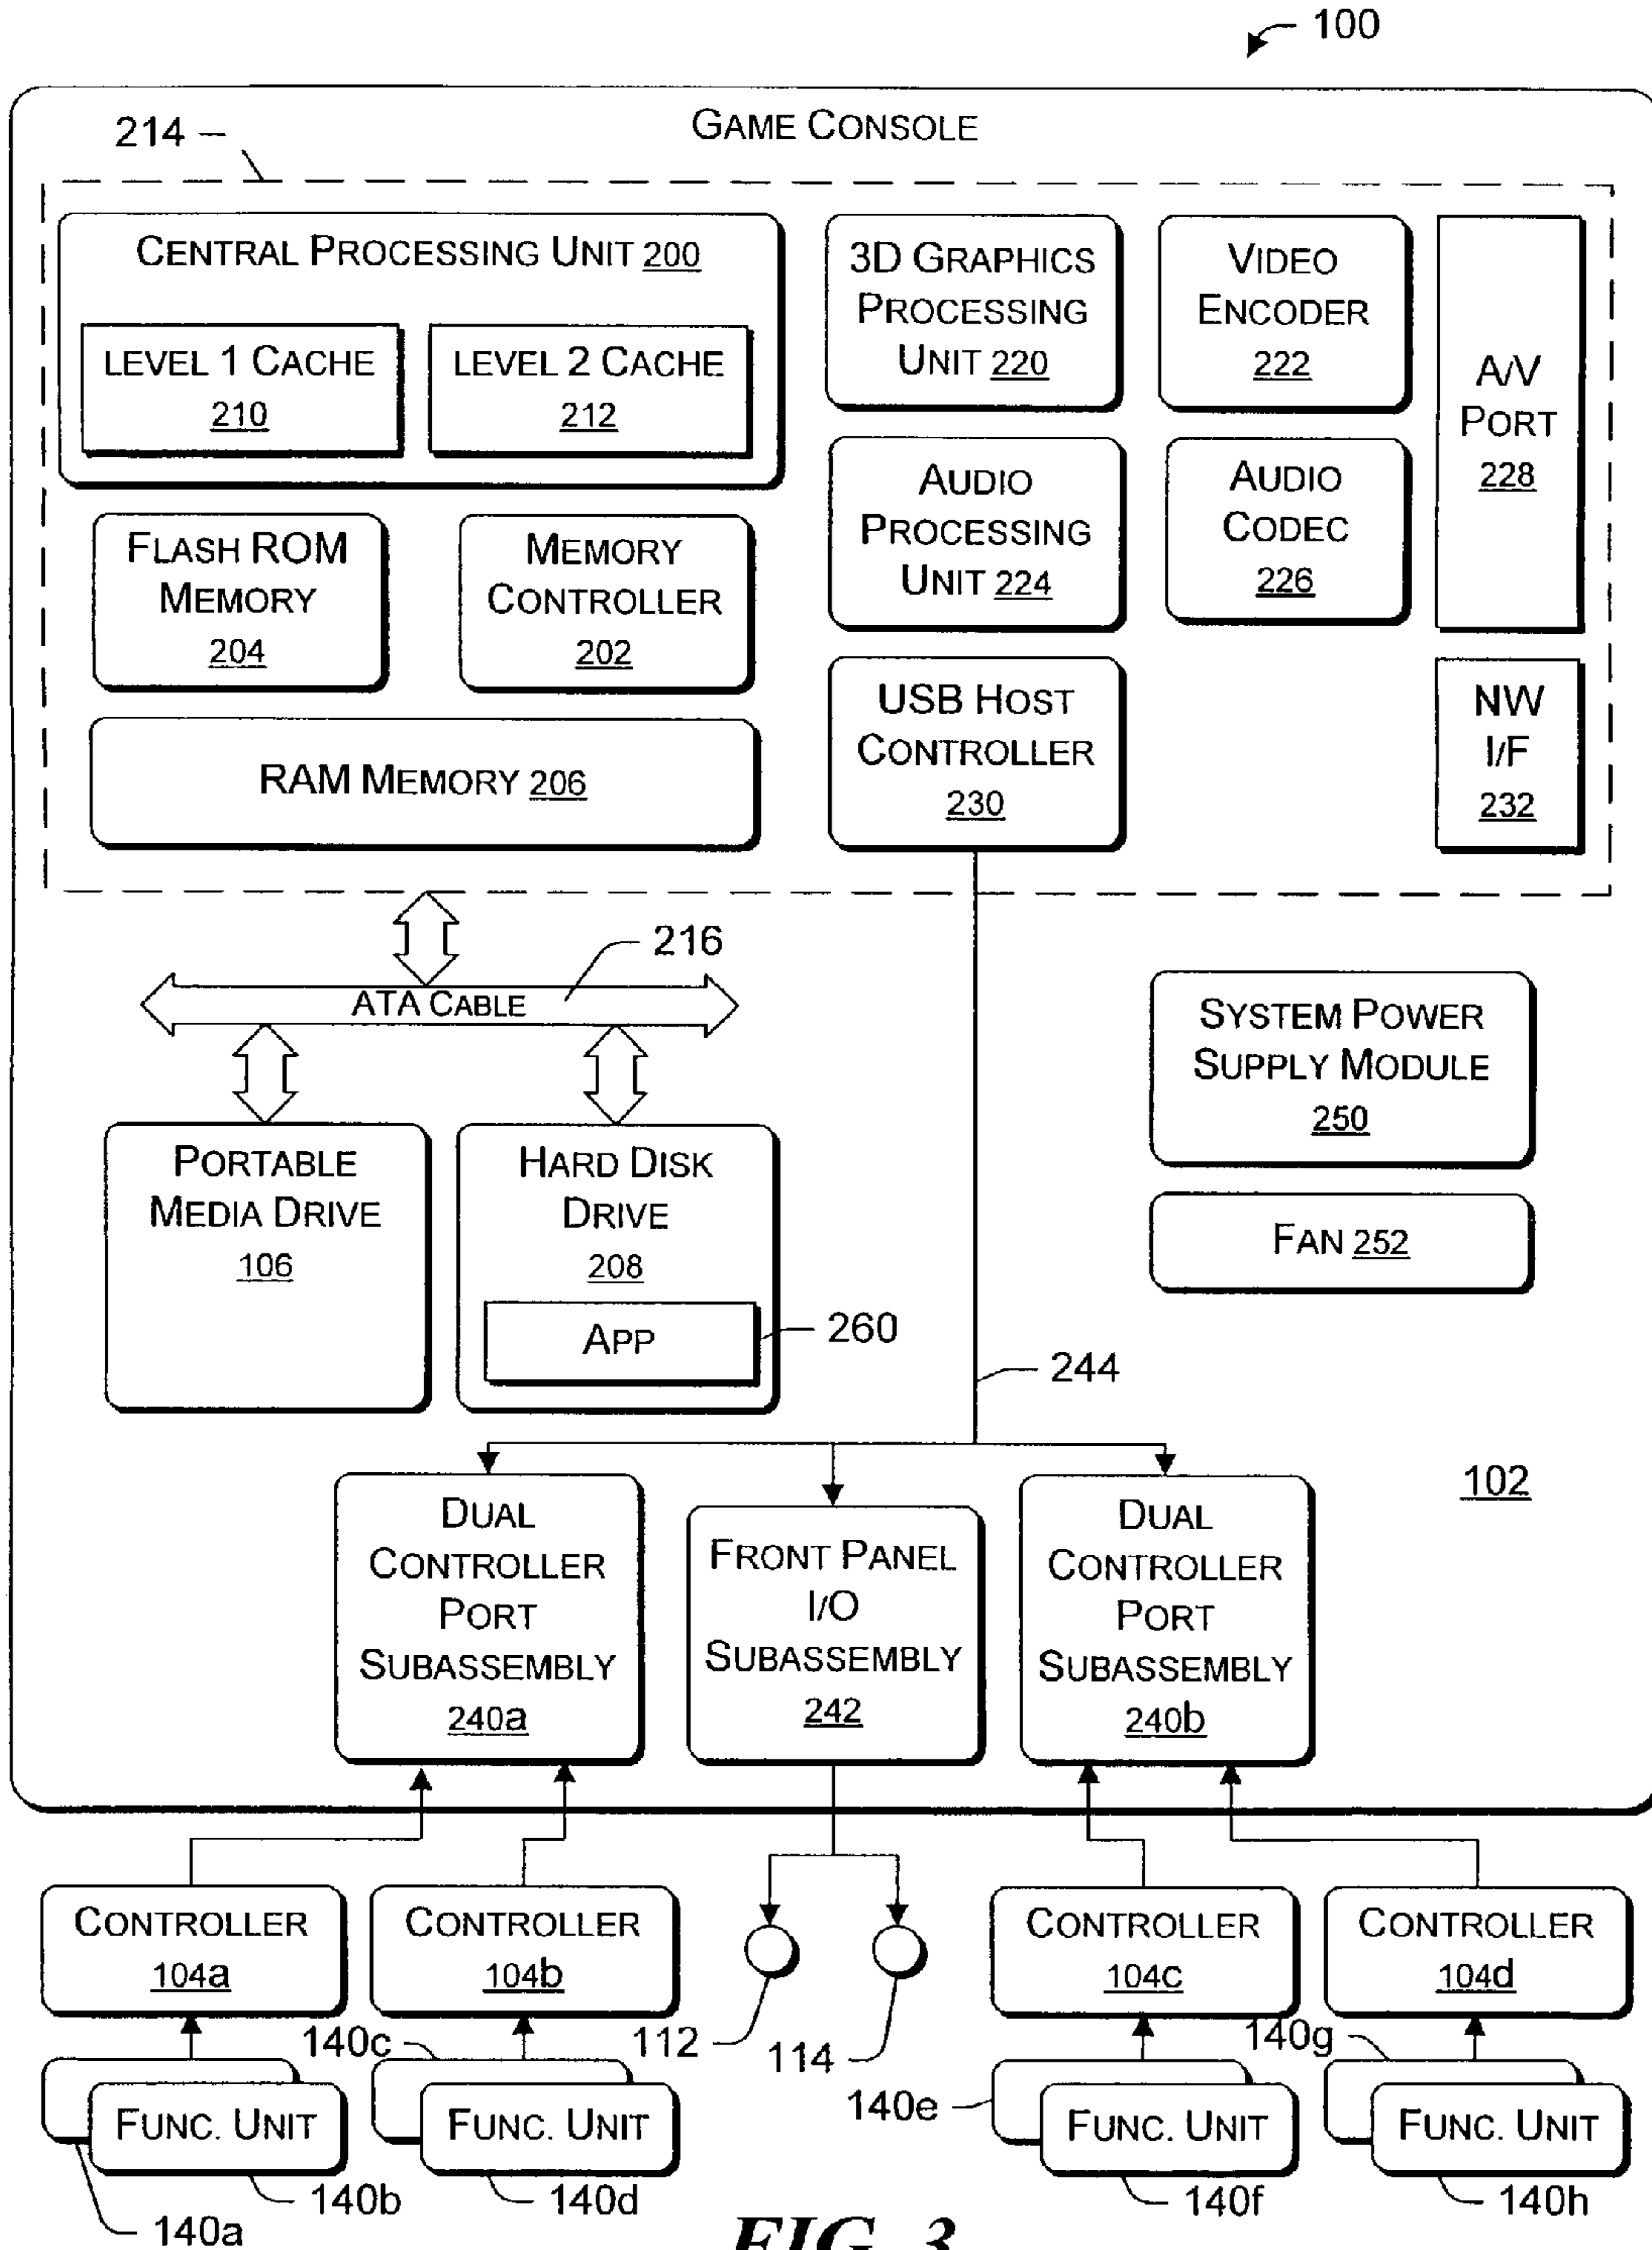 100
GAME CONSOLE
214
CENTRAL PROCESSING UNIT 200
LEVEL 1 CACHE
210
LEVEL 2 CACHE
212
3D GRAPHICS
PROCESSING
UNIT 220
VIDEO
ENCODER
222
A/V
PORT
228
FLASH ROM
MEMORY
204
MEMORY
CONTROLLER
202
AUDIO
PROCESSING
UNIT 224
AUDIO
CODEC
226
RAM MEMORY 206
USB HOST
CONTROLLER
230
NW
I/F
232
216
ATA CABLE
SYSTEM POWER
SUPPLY MODULE
250
PORTABLE
MEDIA DRIVE
106
HARD DISK
DRIVE
208
APP
260
FAN 252
244
102
DUAL
CONTROLLER
PORT
SUBASSEMBLY
240a
FRONT PANEL
I/O
SUBASSEMBLY
242
DUAL
CONTROLLER
PORT
SUBASSEMBLY
240b
CONTROLLER
104a
CONTROLLER
104b
CONTROLLER
104c
CONTROLLER
104d
140c
112
114
140e
140g
FUNC. UNIT
FUNC. UNIT
FUNC. UNIT
FUNC. UNIT
140a
140b
140d
140f
140h
FIG. 3